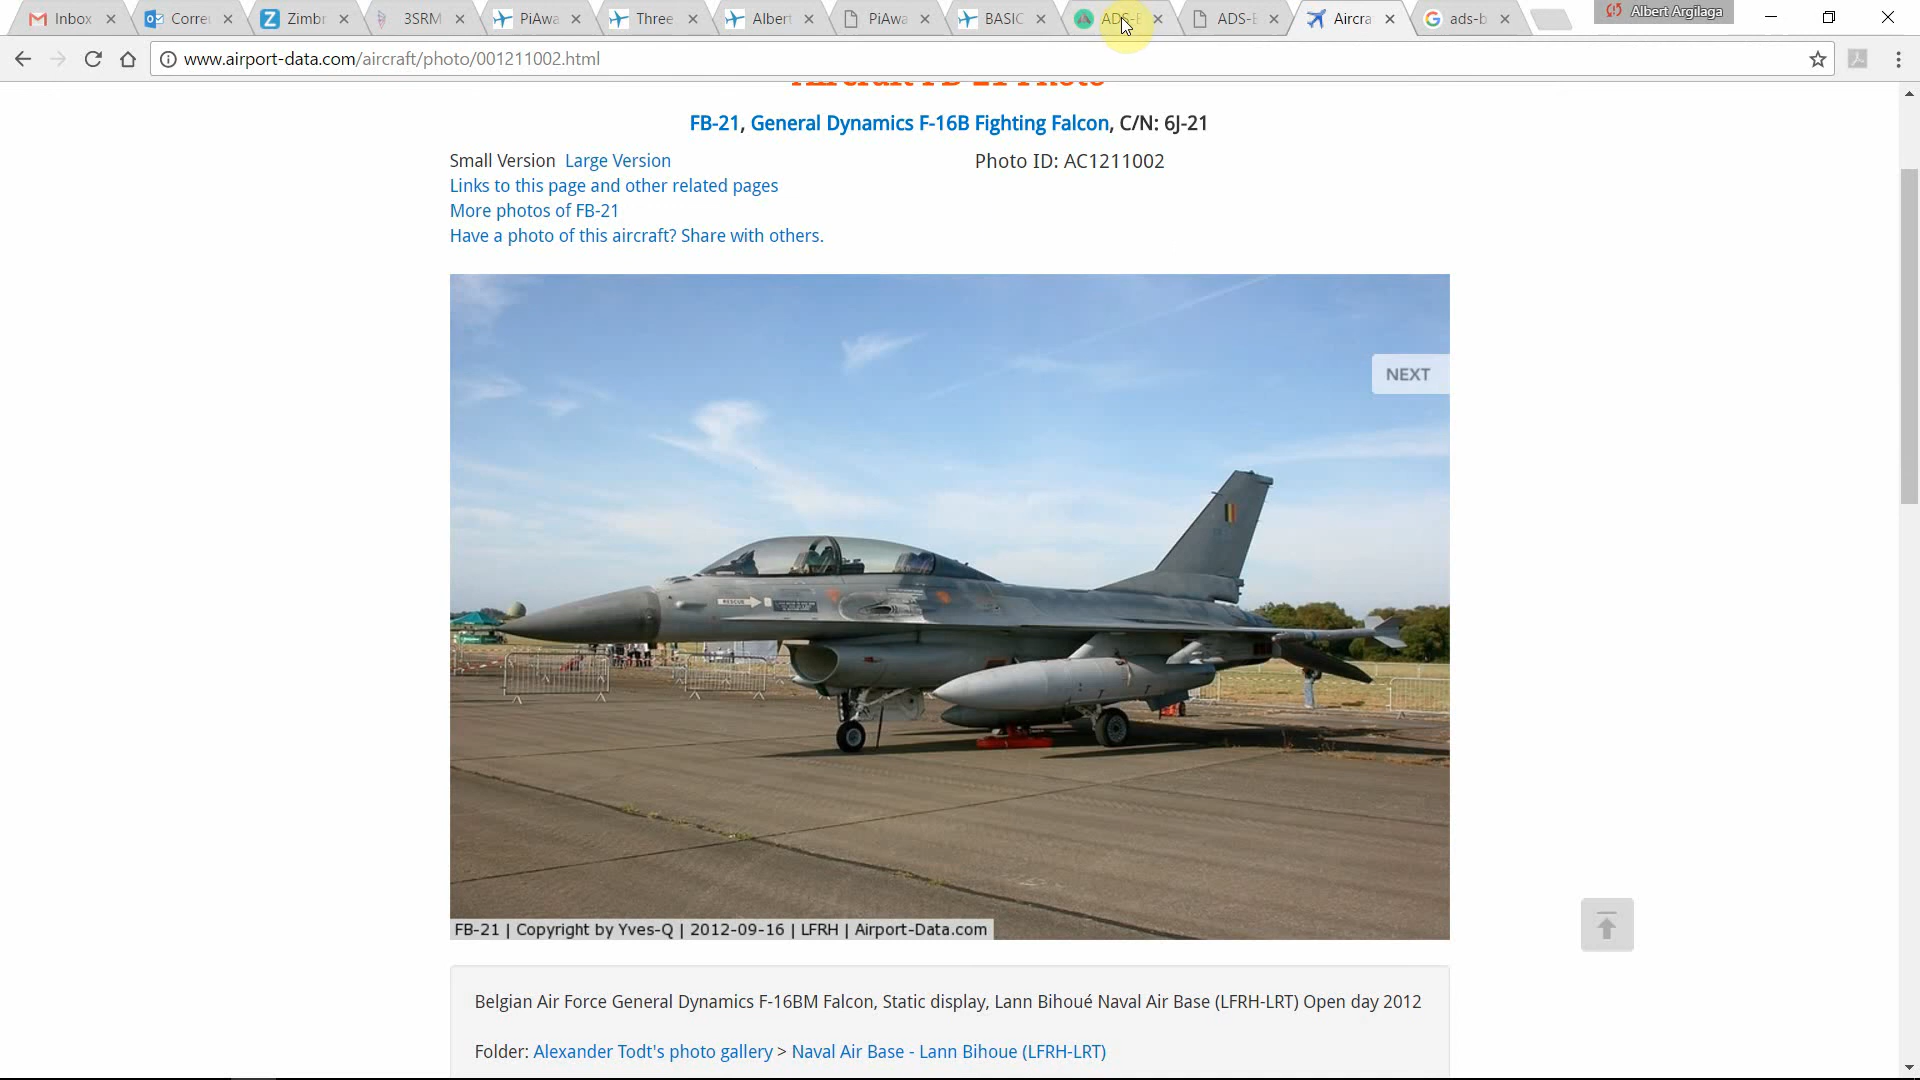 Inbox
Corre
Zimbr
3SRM
PiAwa
Three
Albert
PiAwa
BASIC
ADS-B
ADS-B
Aircra
ads-b
Albert Argilaga
www.airport-data.com/aircraft/photo/001211002.html
Aircraft FB-21 Photo
FB-21, General Dynamics F-16B Fighting Falcon, C/N: 6J-21
Small Version Large Version
Photo ID: AC1211002
Links to this page and other related pages
More photos of FB-21
Have a photo of this aircraft? Share with others.
NEXT
RESCUE
FB-21 | Copyright by Yves-Q | 2012-09-16 | LFRH | Airport-Data.com
Belgian Air Force General Dynamics F-16BM Falcon, Static display, Lann Bihoué Naval Air Base (LFRH-LRT) Open day 2012
Folder: Alexander Todt's photo gallery > Naval Air Base - Lann Bihoue (LFRH-LRT)